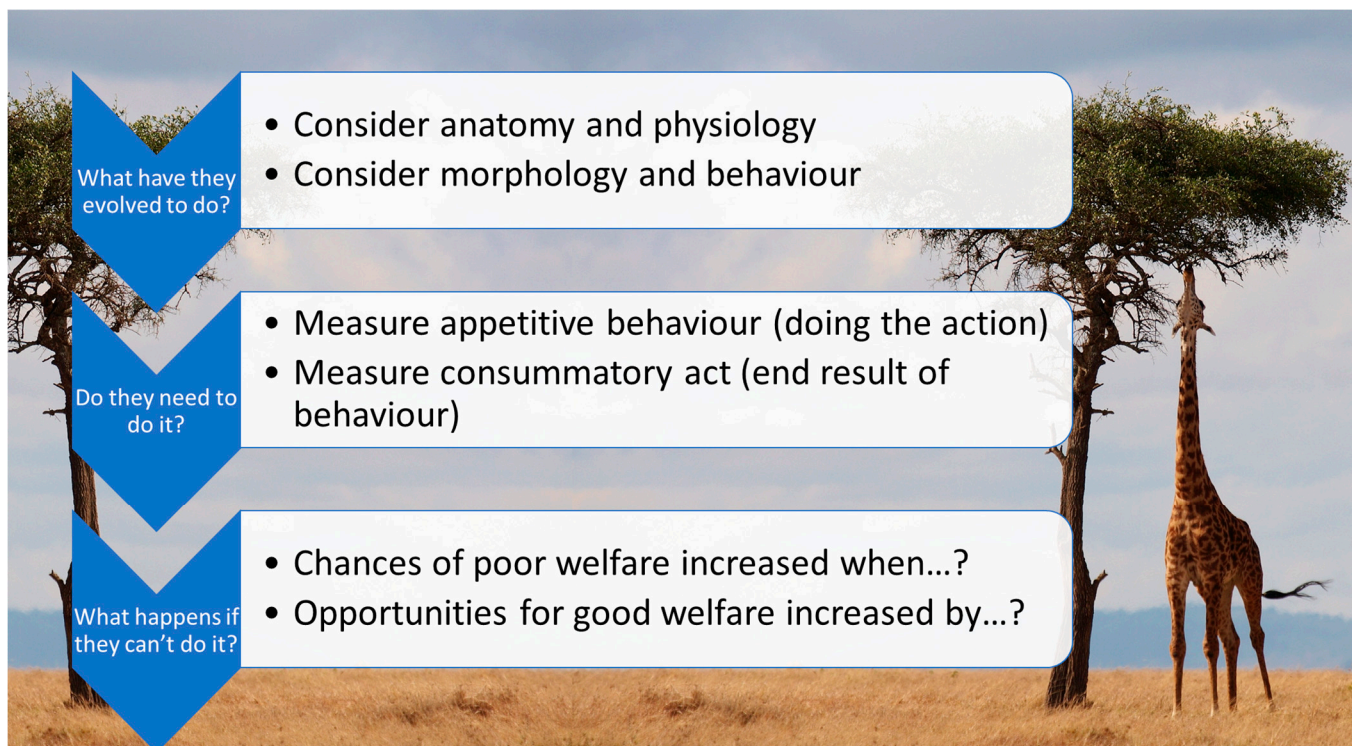 What have they
evolved to do?
• Consider anatomy and physiology
• Consider morphology and behaviour
Do they need to
do it?
• Measure appetitive behaviour (doing the action)
• Measure consummatory act (end result of
behaviour)
What happens if
they can't do it?
• Chances of poor welfare increased when...?
• Opportunities for good welfare increased by...?